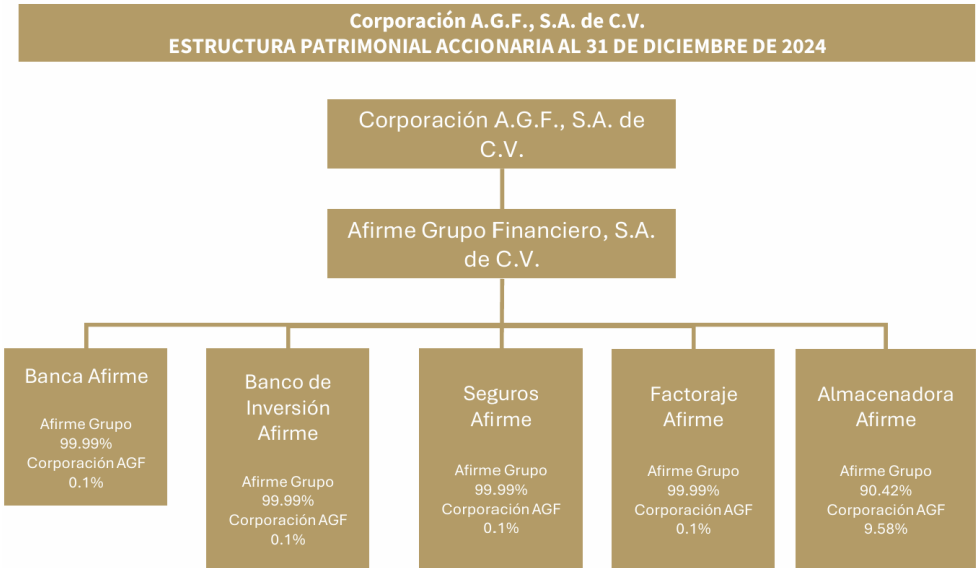 Corporación A.G.F., S.A. de C.V.
ESTRUCTURA PATRIMONIAL ACCIONARIA AL 31 DE DICIEMBRE DE 2024
Corporación A.G.F., S.A. de
C.V.
Afirme Grupo Financiero, S.A.
de C.V.
Banca Afirme
Afirme Grupo
99.99%
Corporación AGF
0.1%
Banco de
Inversión
Afirme
Afirme Grupo
99.99%
Corporación AGF
0.1%
Seguros
Afirme
Afirme Grupo
99.99%
Corporación AGF
0.1%
Factoraje
Afirme
Afirme Grupo
99.99%
Corporación AGF
0.1%
Almacenadora
Afirme
Afirme Grupo
90.42%
Corporación AGF
9.58%